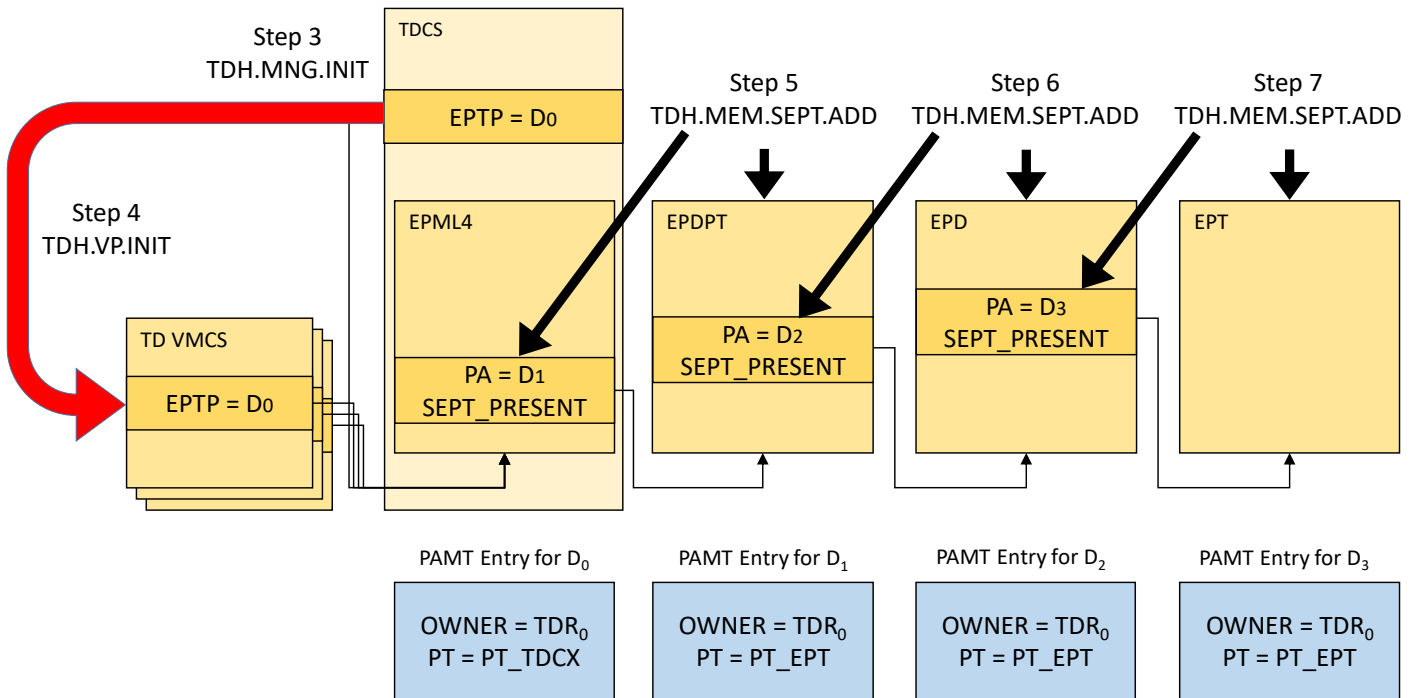 Step 3
TDH.MNG.INIT
TDCS
EPTP = D0
Step 5
TDH.MEM.SEPT.ADD
Step 6
TDH.MEM.SEPT.ADD
Step 7
TDH.MEM.SEPT.ADD
Step 4
TDH.VP.INIT
EPML4
PA = D1
SEPT_PRESENT
EPDPT
PA = D2
SEPT_PRESENT
EPD
PA = D3
SEPT_PRESENT
EPT
TD VMCS
EPTP = D0
PAMT Entry for D₀
PAMT Entry for D₁
PAMT Entry for D₂
PAMT Entry for D₃
OWNER = TDR₀
PT = PT_TDCX
OWNER = TDR₀
PT = PT_EPT
OWNER = TDR₀
PT = PT_EPT
OWNER = TDR₀
PT = PT_EPT